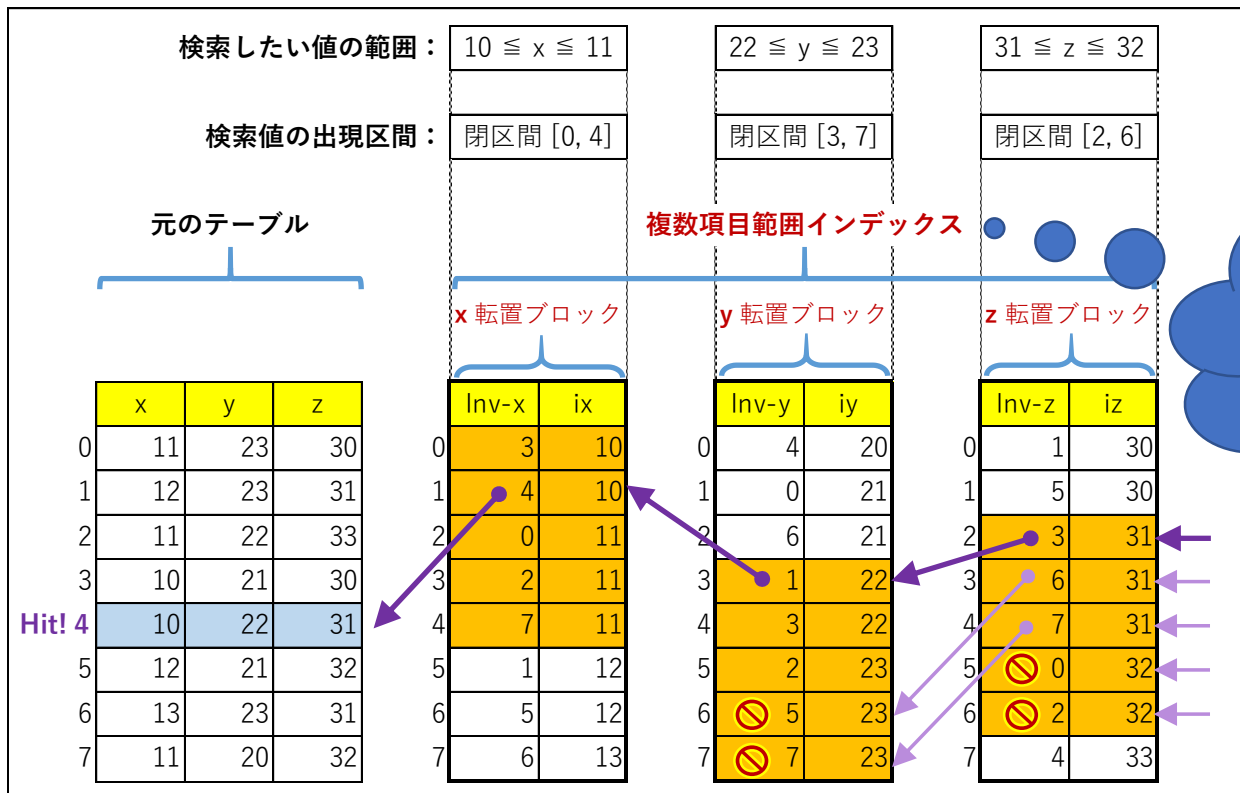 検索したい値の範囲： 10 ≦ x ≦ 11 22 ≦ y ≦ 23 31 ≦ z ≦ 32
検索値の出現区間： 閉区間 [0, 4] 閉区間 [3, 7] 閉区間 [2, 6]
元のテーブル 複数項目範囲インデックス
x 転置ブロック y 転置ブロック z 転置ブロック
x y z Inv-x ix Inv-y iy Inv-z iz
0 11 23 30 0 3 10 0 4 20 0 1 30
1 12 23 31 1 4 10 1 0 21 1 5 30
2 11 22 33 2 0 11 2 6 21 2 3 31
3 10 21 30 3 2 11 3 1 22 3 6 31
Hit! 4 10 22 31 4 7 11 4 3 22 4 7 31
5 12 21 32 5 1 12 5 2 23 5 0 32
6 13 23 31 6 5 12 6 5 23 6 2 32
7 11 20 32 7 6 13 7 7 23 7 4 33